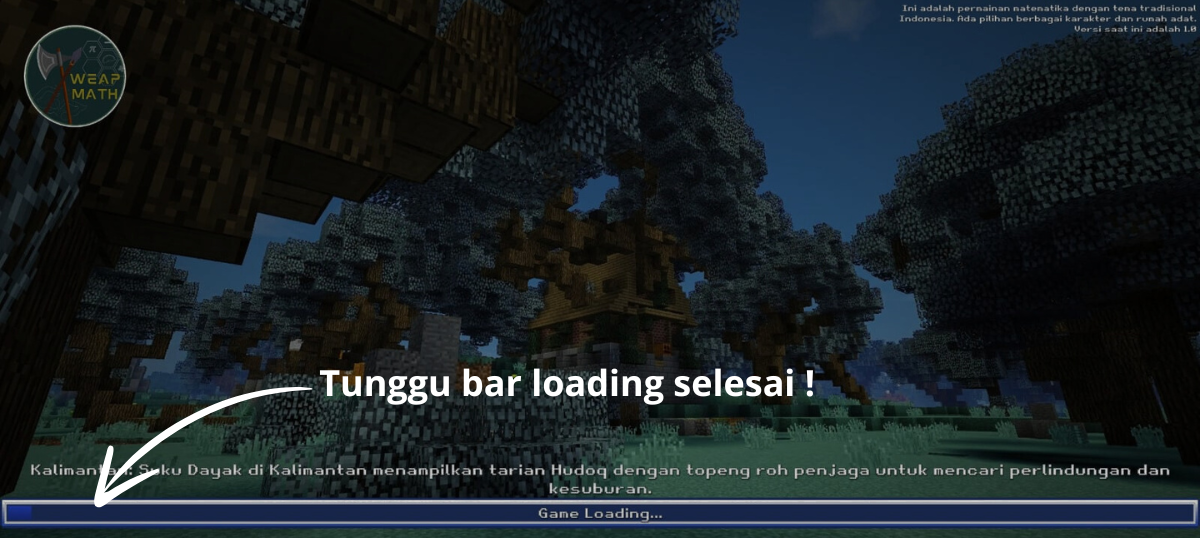 Ini adalah permainan matematika dengan tema tradisional
Indonesia. Ada pilihan berbagai karakter dan rumah adat.
Versi saat ini adalah 1.0
π
WEAP
MATH
Tunggu bar loading selesai !
Kalimantan: Suku Dayak di Kalimantan menampilkan tarian Hudoq dengan topeng roh penjaga untuk mencari perlindungan dan
kesuburan.
Game Loading...